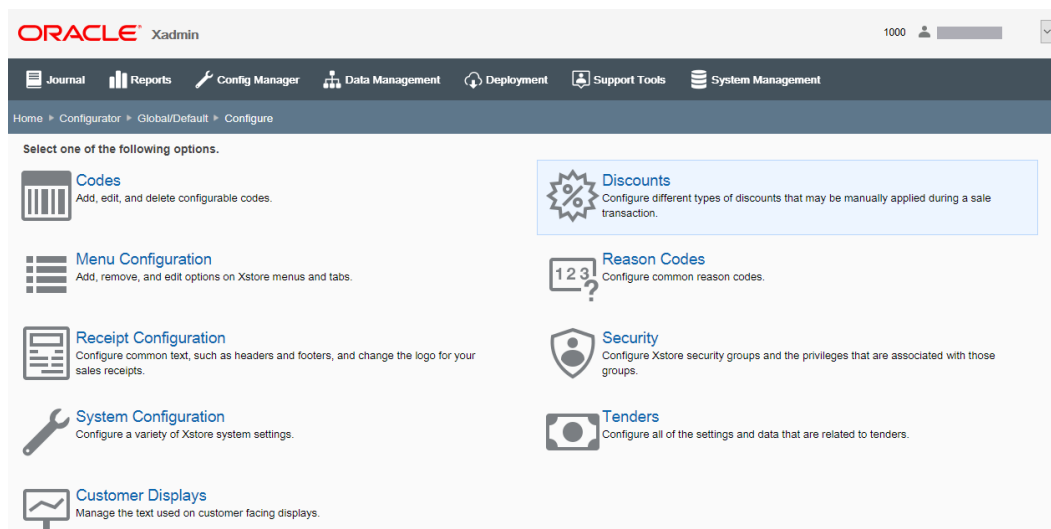 ORACLE® Xadmin
1000
Journal Reports Config Manager Data Management Deployment Support Tools System Management
Home Configurator Global/Default Configure
Select one of the following options.
Codes
Add, edit, and delete configurable codes.
Discounts
Configure different types of discounts that may be manually applied during a sale
transaction.
Menu Configuration
Add, remove, and edit options on Xstore menus and tabs.
123?
Reason Codes
Configure common reason codes.
Receipt Configuration
Configure common text, such as headers and footers, and change the logo for your
sales receipts.
Security
Configure Xstore security groups and the privileges that are associated with those
groups.
System Configuration
Configure a variety of Xstore system settings.
Tenders
Configure all of the settings and data that are related to tenders.
Customer Displays
Manage the text used on customer facing displays.